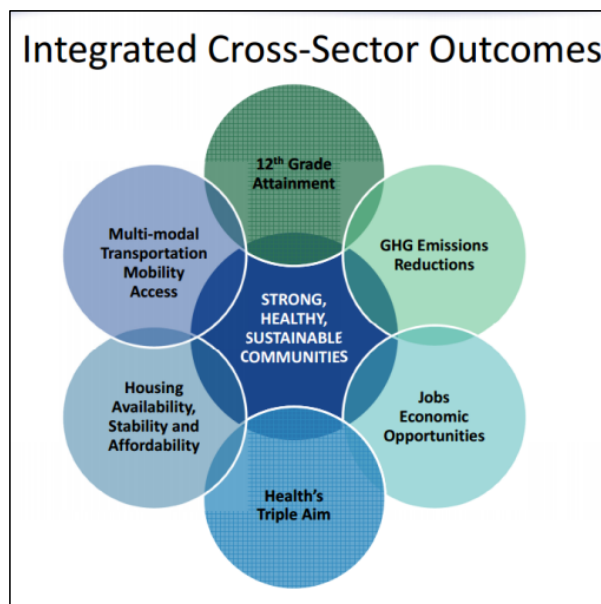 Integrated Cross-Sector Outcomes
12th Grade
Attainment
Multi-modal
Transportation
Mobility
Access
GHG Emissions
Reductions
STRONG,
HEALTHY,
SUSTAINABLE
COMMUNITIES
Housing
Availability,
Stability and
Affordability
Jobs
Economic
Opportunities
Health's
Triple Aim